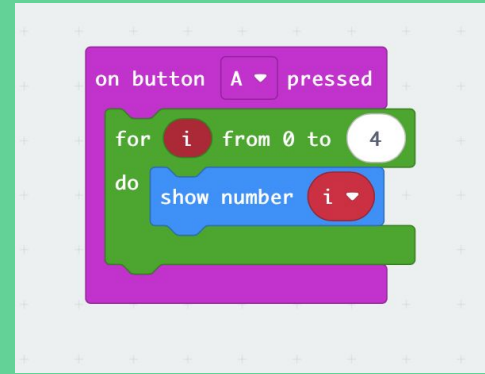 on button A pressed
for i from 0 to 4
do
show number i